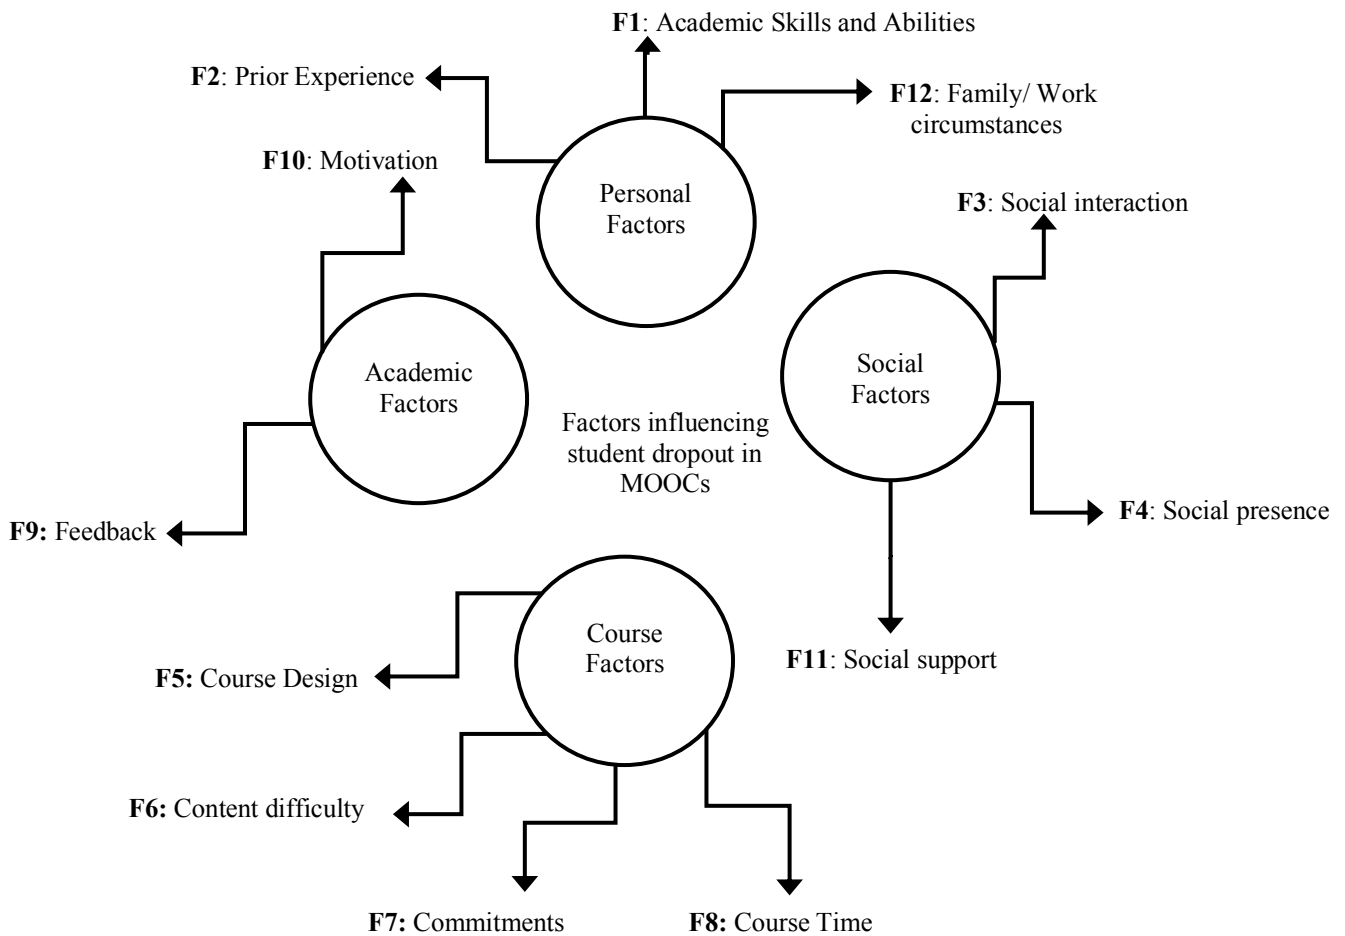 F1: Academic Skills and Abilities
F2: Prior Experience
F12: Family/ Work
circumstances
F10: Motivation
Personal
Factors
F3: Social interaction
Academic
Factors
Social
Factors
Factors influencing
student dropout in
MOOCs
F9: Feedback
F4: Social presence
Course
Factors
F5: Course Design
F11: Social support
F6: Content difficulty
F7: Commitments
F8: Course Time